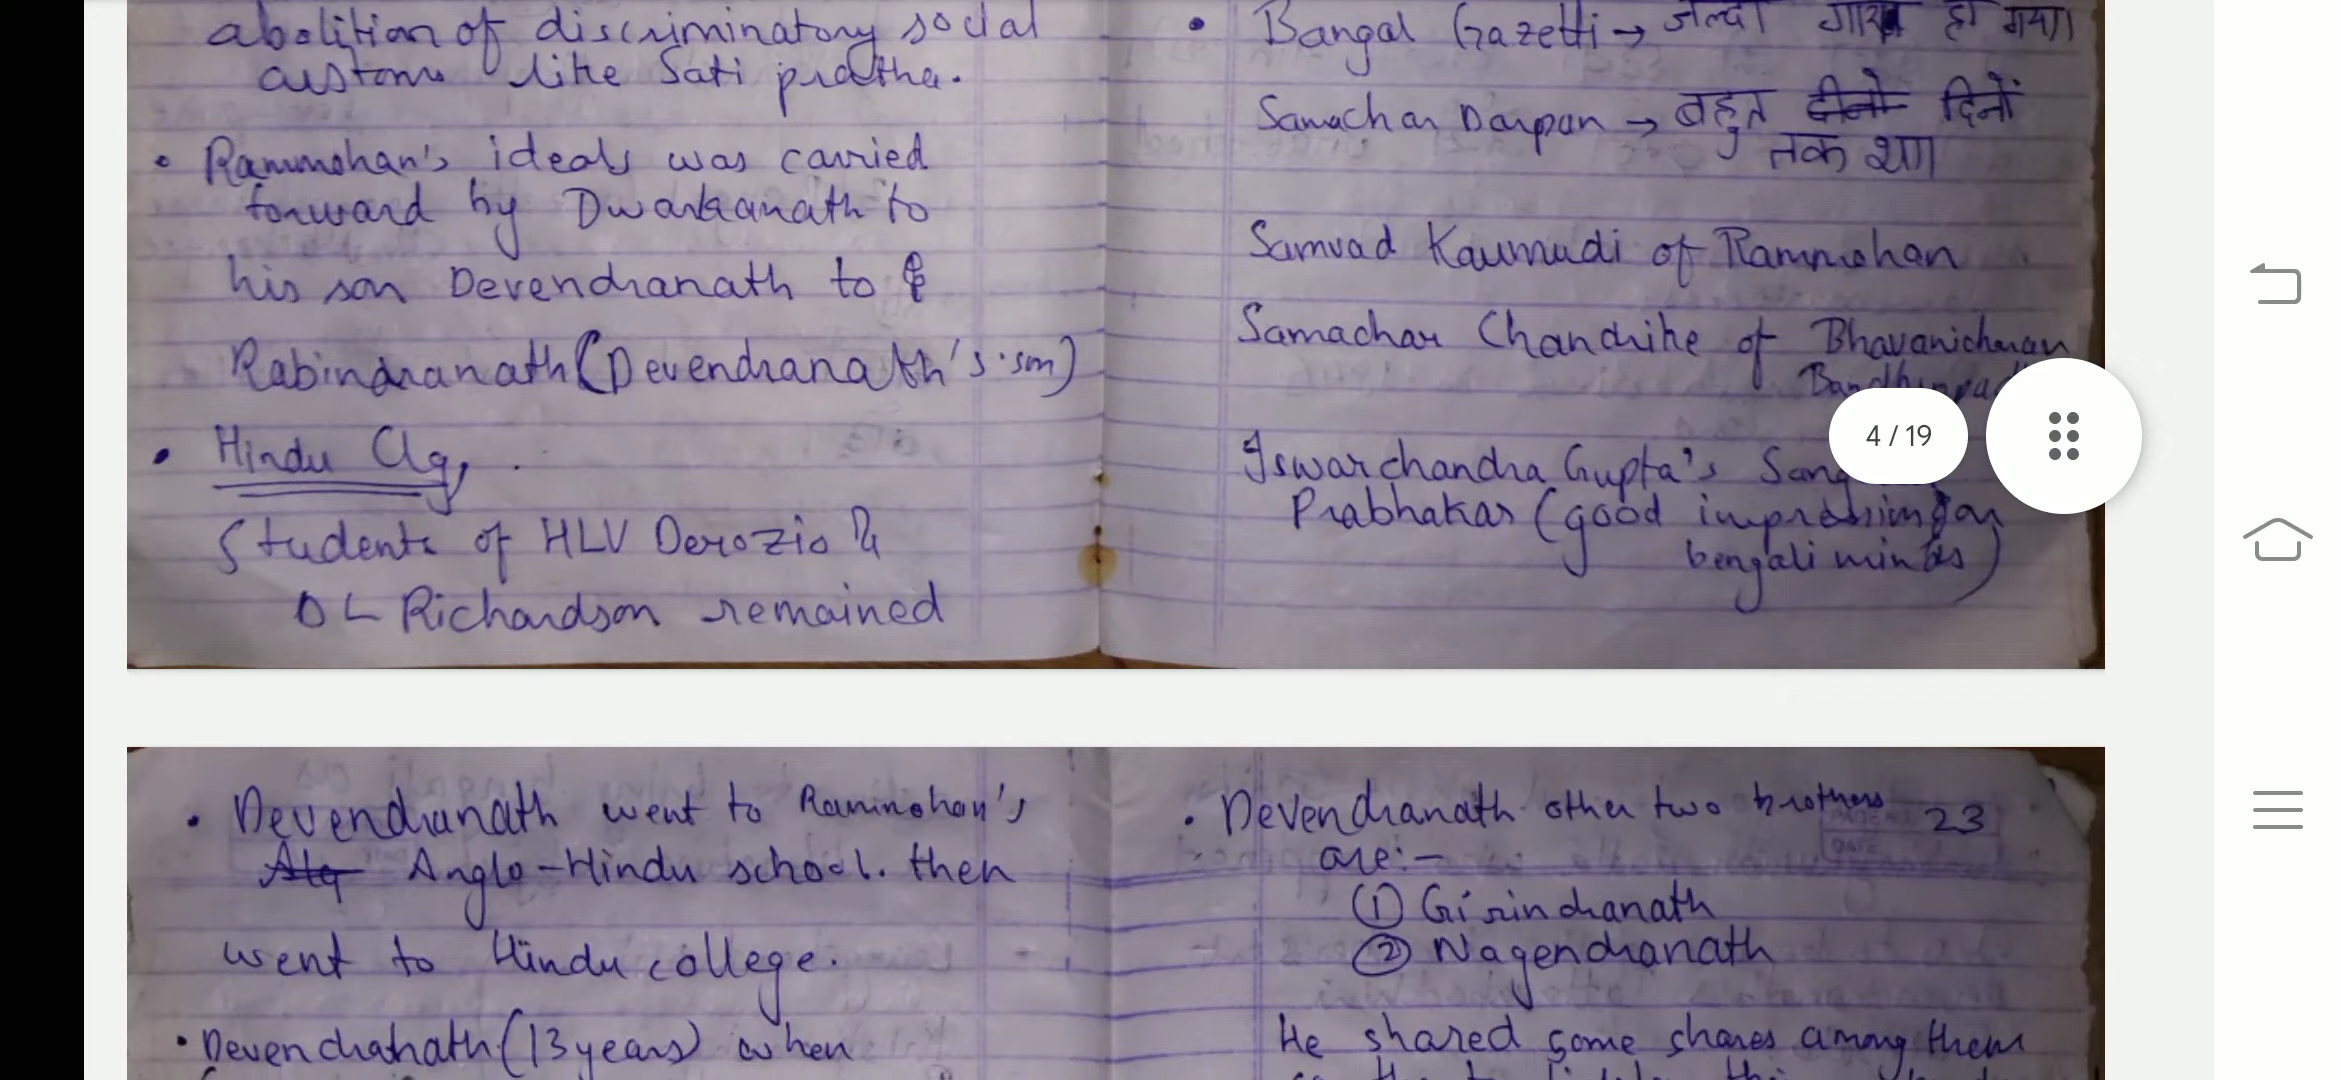 abolition of discriminatory social
customs like Sati pratha.
• Rammohan's ideals was carried
forward by Dwarkanath to
his son Devendranath to
Rabindranath (Devendranath's son)
• Hindu Clg,
Students of HLV Derozio &
DL Richardson remained
• Bangal Gazetti → जल्दी गायब हो गया
Samachar Darpan → बहुत दिनों
तक था
Samvad Kaumudi of Rammohan
Samachar Chandrike of Bhavanicharan
Iswarchandra Gupta's
Prabhakar (good impression on
bengali minds)
4 / 19
• Devendranath went to Rammohan's
Anglo-Hindu school. then
went to Hindu college.
• Devendranath (13 years) when
• Devendranath other two brothers 23
are:-
① Girindranath
② Nagendranath
He shared some shares among them